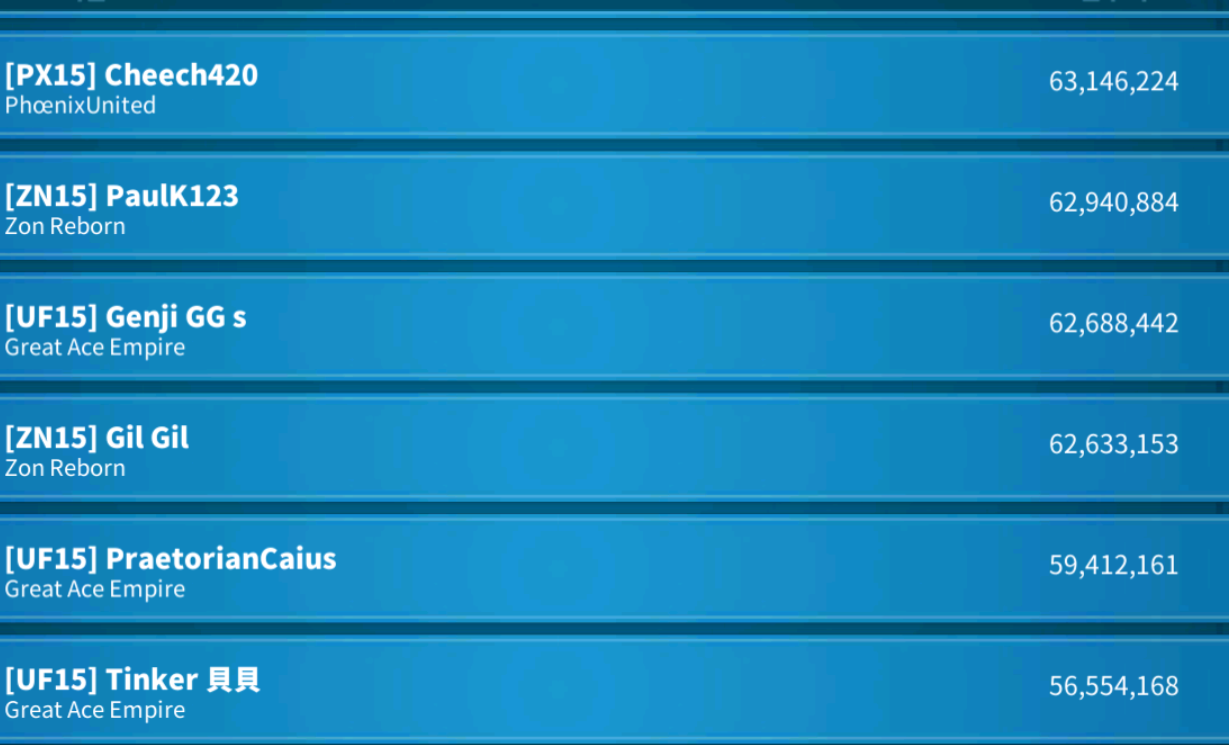 [PX15] Cheech420
63,146,224
PhœnixUnited
[ZN15] PaulK123
62,940,884
Zon Reborn
[UF15] Genji GG s
62,688,442
Great Ace Empire
[ZN15] Gil Gil
62,633,153
Zon Reborn
[UF15] PraetorianCaius
59,412,161
Great Ace Empire
[UF15] Tinker 貝貝
56,554,168
Great Ace Empire